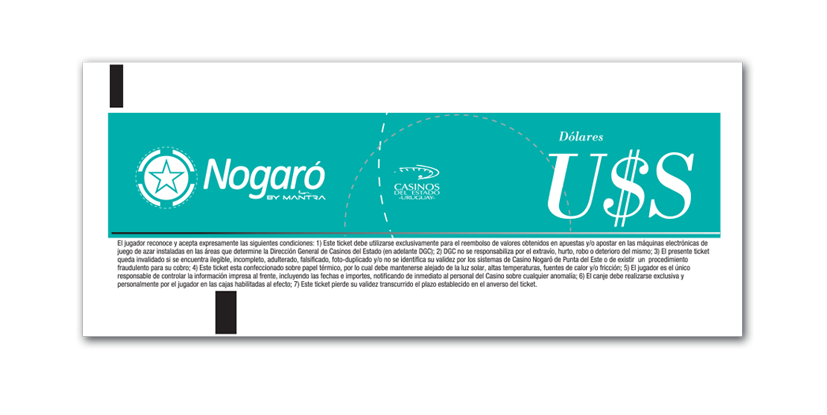 Dólares
U$S
Nogaró
BY MANTRA
CASINOS
DEL ESTADO
-URUGUAY-
El jugador reconoce y acepta expresamente las siguientes condiciones: 1) Este ticket debe utilizarse exclusivamente para el reembolso de valores obtenidos en apuestas y/o apostar en las máquinas electrónicas de
juego de azar instaladas en las áreas que determine la Dirección General de Casinos del Estado (en adelante DGC); 2) DGC no se responsabiliza por el extravío, hurto, robo o deterioro del mismo; 3) El presente ticket
queda invalidado si se encuentra ilegible, incompleto, adulterado, falsificado, foto-duplicado y/o no se identifica su validez por los sistemas de Casino Nogaró de Punta del Este o de existir un procedimiento
fraudulento para su cobro; 4) Este ticket esta confeccionado sobre papel térmico, por lo cual debe mantenerse alejado de la luz solar, altas temperaturas, fuentes de calor y/o fricción; 5) El jugador es el único
responsable de controlar la información impresa al frente, incluyendo las fechas e importes, notificando de inmediato al personal del Casino sobre cualquier anomalía; 6) El canje debe realizarse exclusiva y
personalmente por el jugador en las cajas habilitadas al efecto; 7) Este ticket pierde su validez transcurrido el plazo establecido en el anverso del ticket.